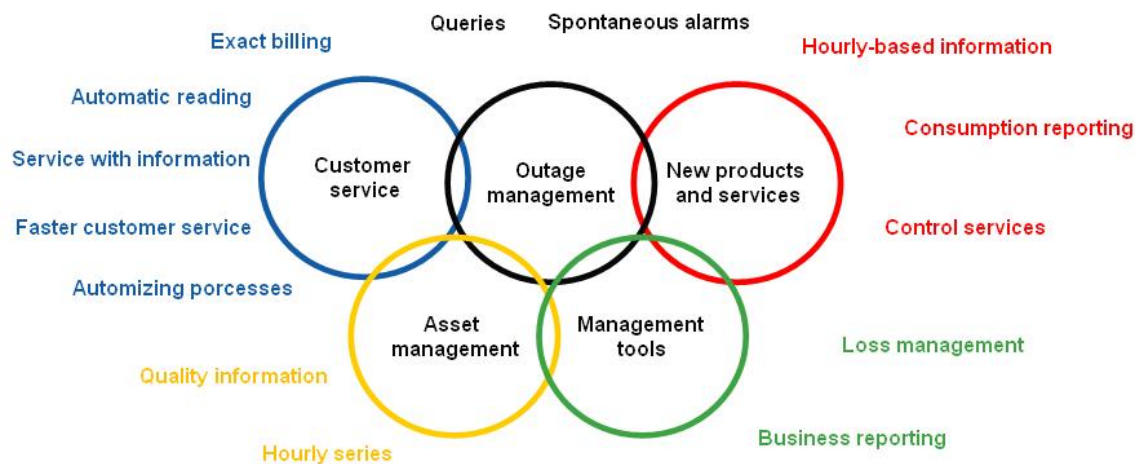 Queries Spontaneous alarms
Exact billing
Hourly-based information
Automatic reading
Consumption reporting
Service with information
Customer
service
Outage
management
New products
and services
Faster customer service
Control services
Automizing porcesses
Asset
management
Management
tools
Loss management
Quality information
Business reporting
Hourly series